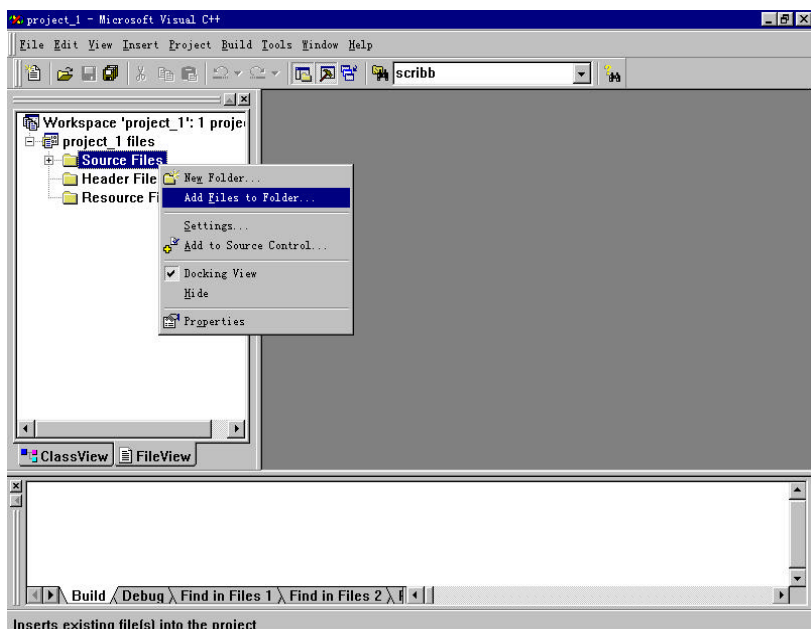 project_1 - Microsoft Visual C++
File Edit View Insert Project Build Tools Window Help
scribb
Workspace 'project_1': 1 proje
project_1 files
Source Files
Header File
Resource Fi
New Folder...
Add Files to Folder...
Settings...
Add to Source Control...
Docking View
Hide
Properties
ClassView FileView
Build Debug Find in Files 1 Find in Files 2
Inserts existing file(s) into the project